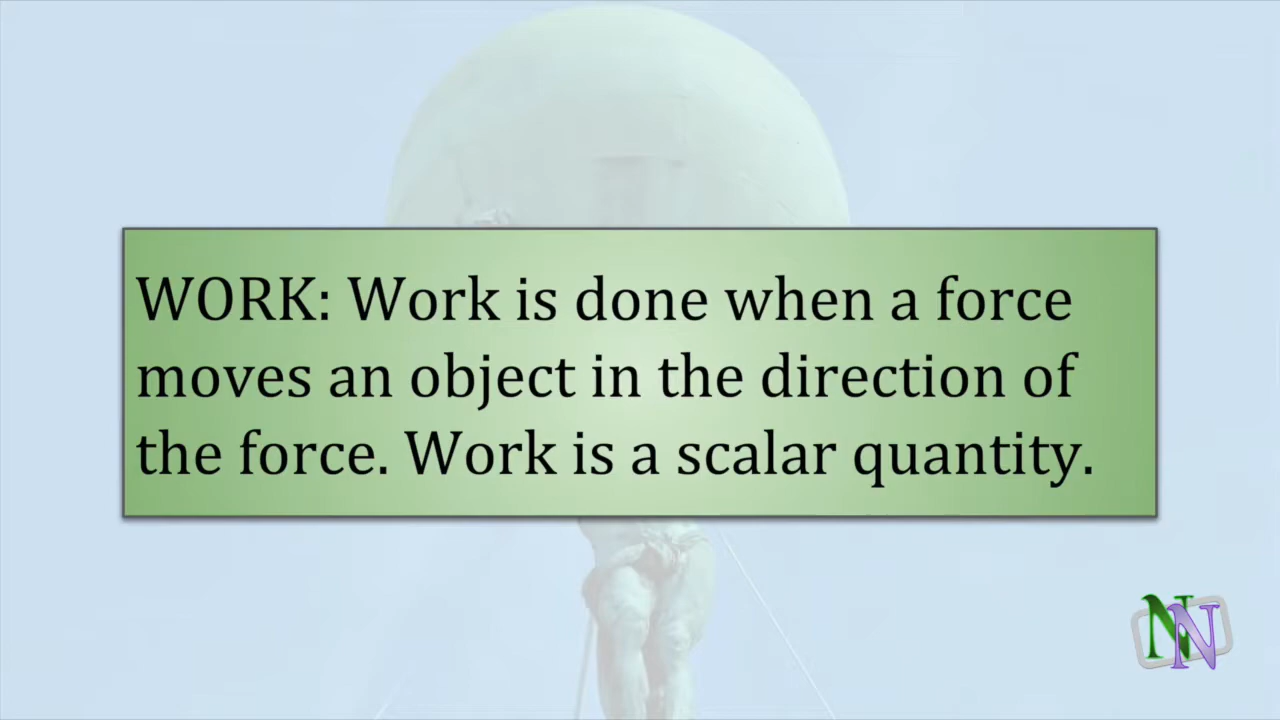 WORK: Work is done when a force
moves an object in the direction of
the force. Work is a scalar quantity.
NN